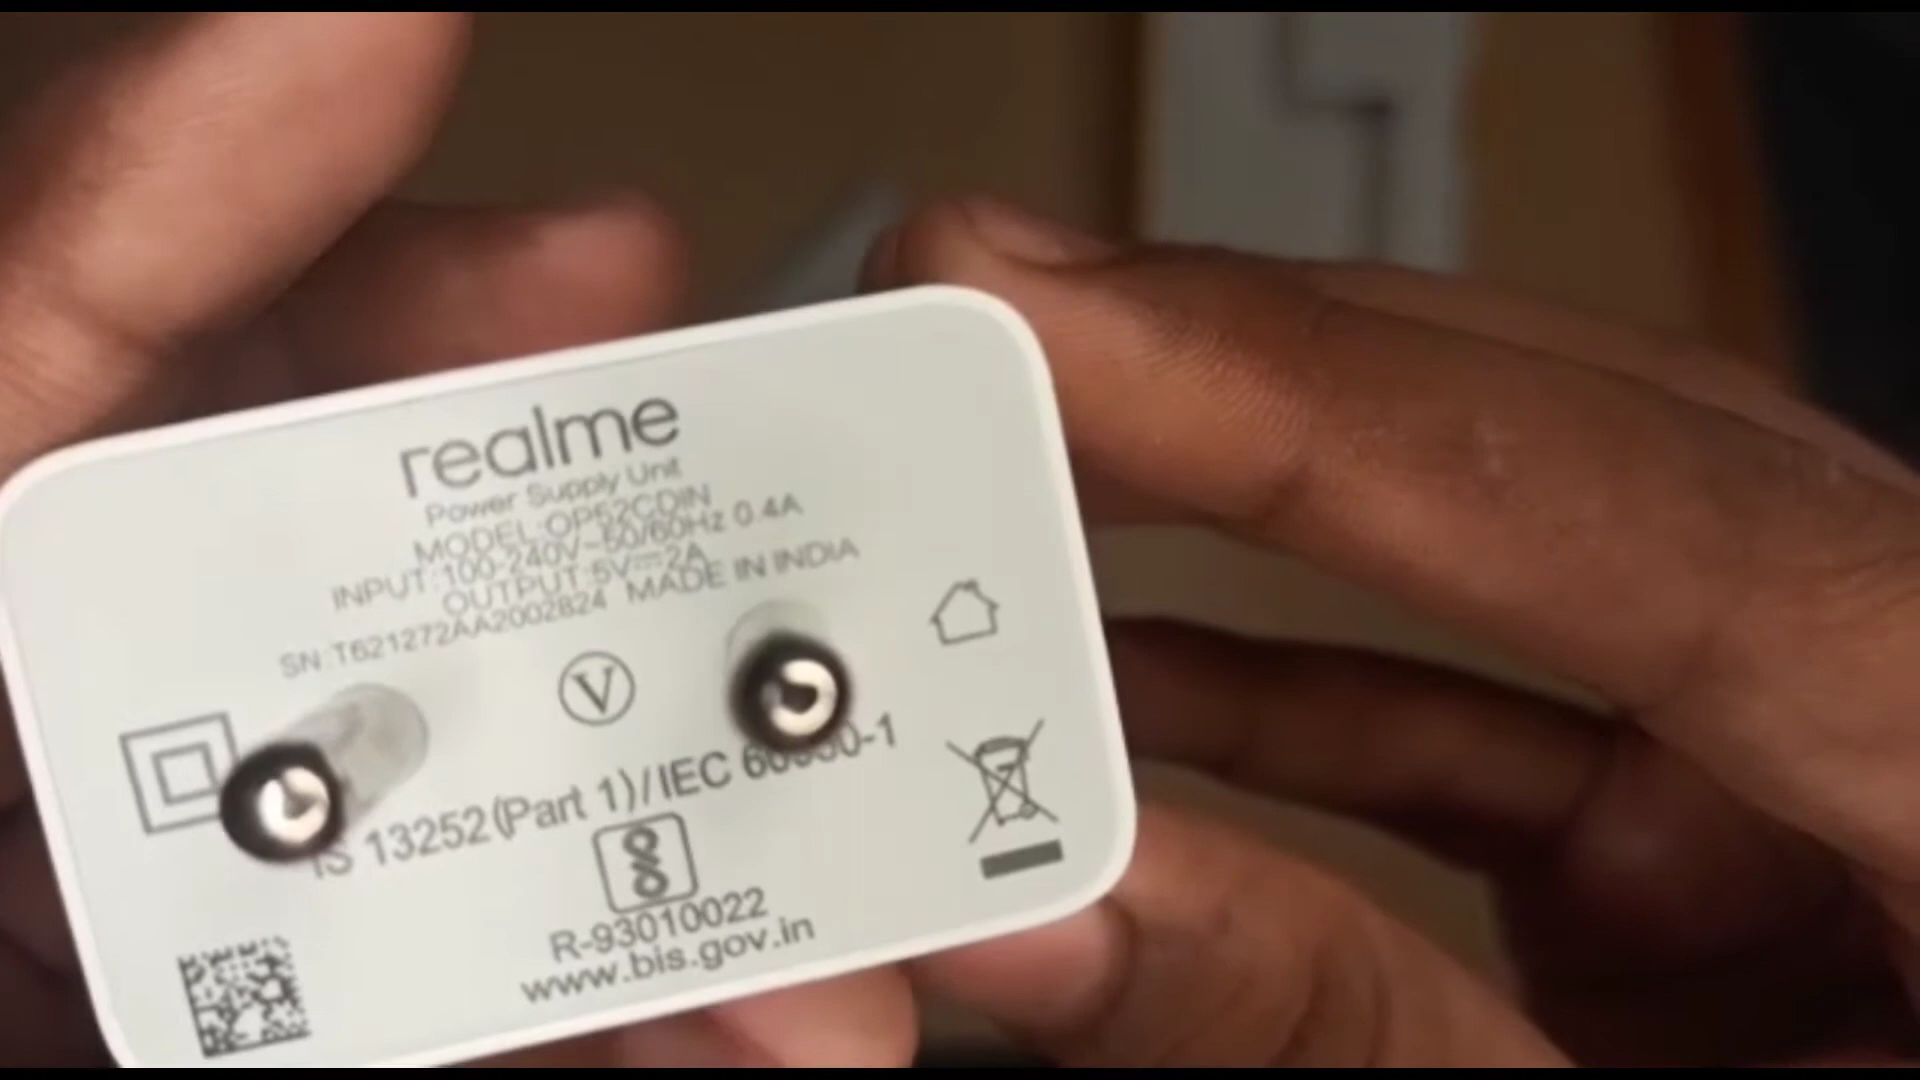 realme
Power Supply Unit
MODEL:OP52CDIN
INPUT:100-240V~50/60Hz 0.4A
OUTPUT:5V⎓2A
SN:T621272AA2002824 MADE IN INDIA
V
IS 13252(Part 1)/IEC
R-93010022
www.bis.gov.in